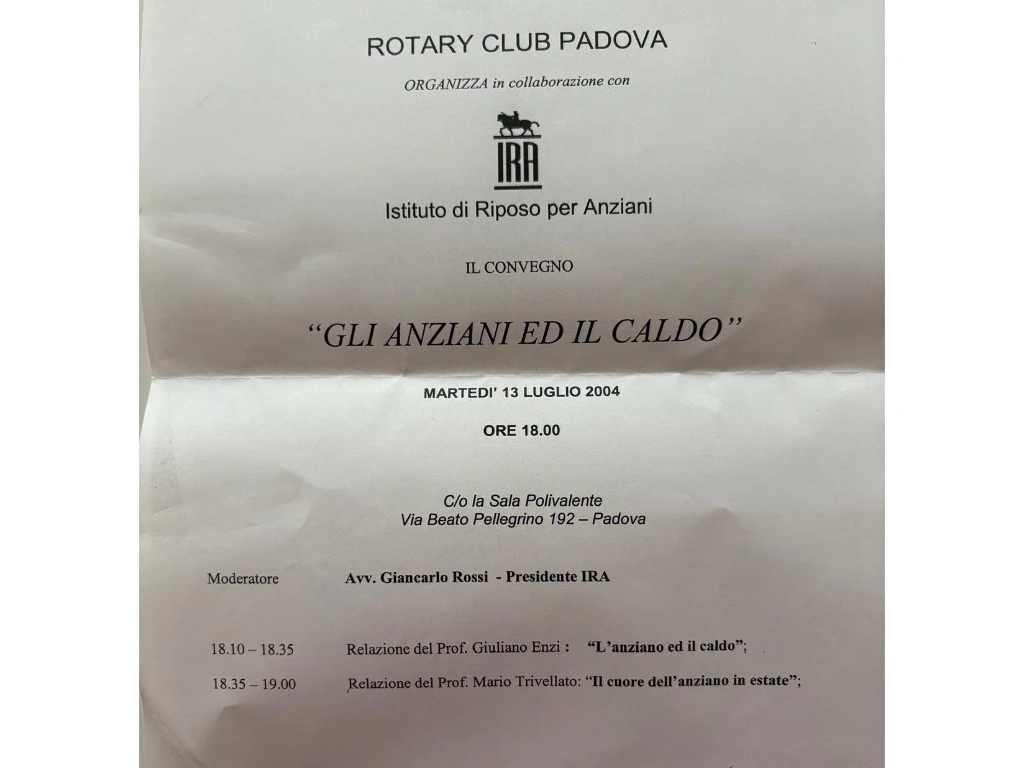 ROTARY CLUB PADOVA
ORGANIZZA in collaborazione con
IRA
Istituto di Riposo per Anziani
IL CONVEGNO
“GLI ANZIANI ED IL CALDO”
MARTEDI’ 13 LUGLIO 2004
ORE 18.00
C/o la Sala Polivalente
Via Beato Pellegrino 192 – Padova
Moderatore Avv. Giancarlo Rossi - Presidente IRA
18.10 – 18.35 Relazione del Prof. Giuliano Enzi : “L’anziano ed il caldo”;
18.35 – 19.00 Relazione del Prof. Mario Trivellato: “Il cuore dell’anziano in estate”;